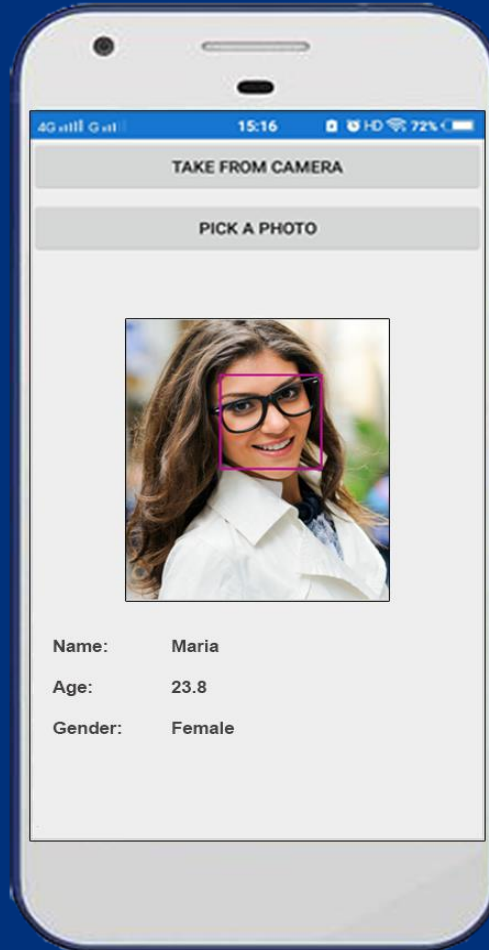 4G G 15:16 HD 72%
TAKE FROM CAMERA
PICK A PHOTO
Name: Maria
Age: 23.8
Gender: Female